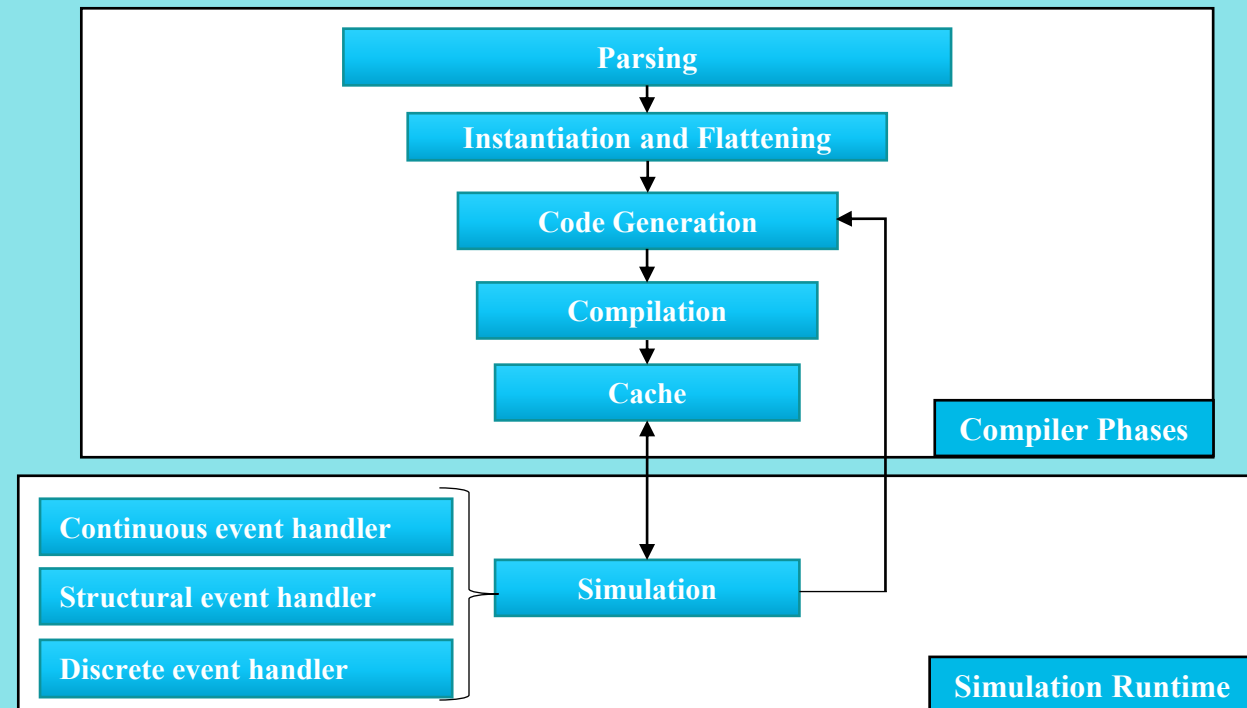 Parsing
Instantiation and Flattening
Code Generation
Compilation
Cache
Compiler Phases
Continuous event handler
Structural event handler
Simulation
Discrete event handler
Simulation Runtime